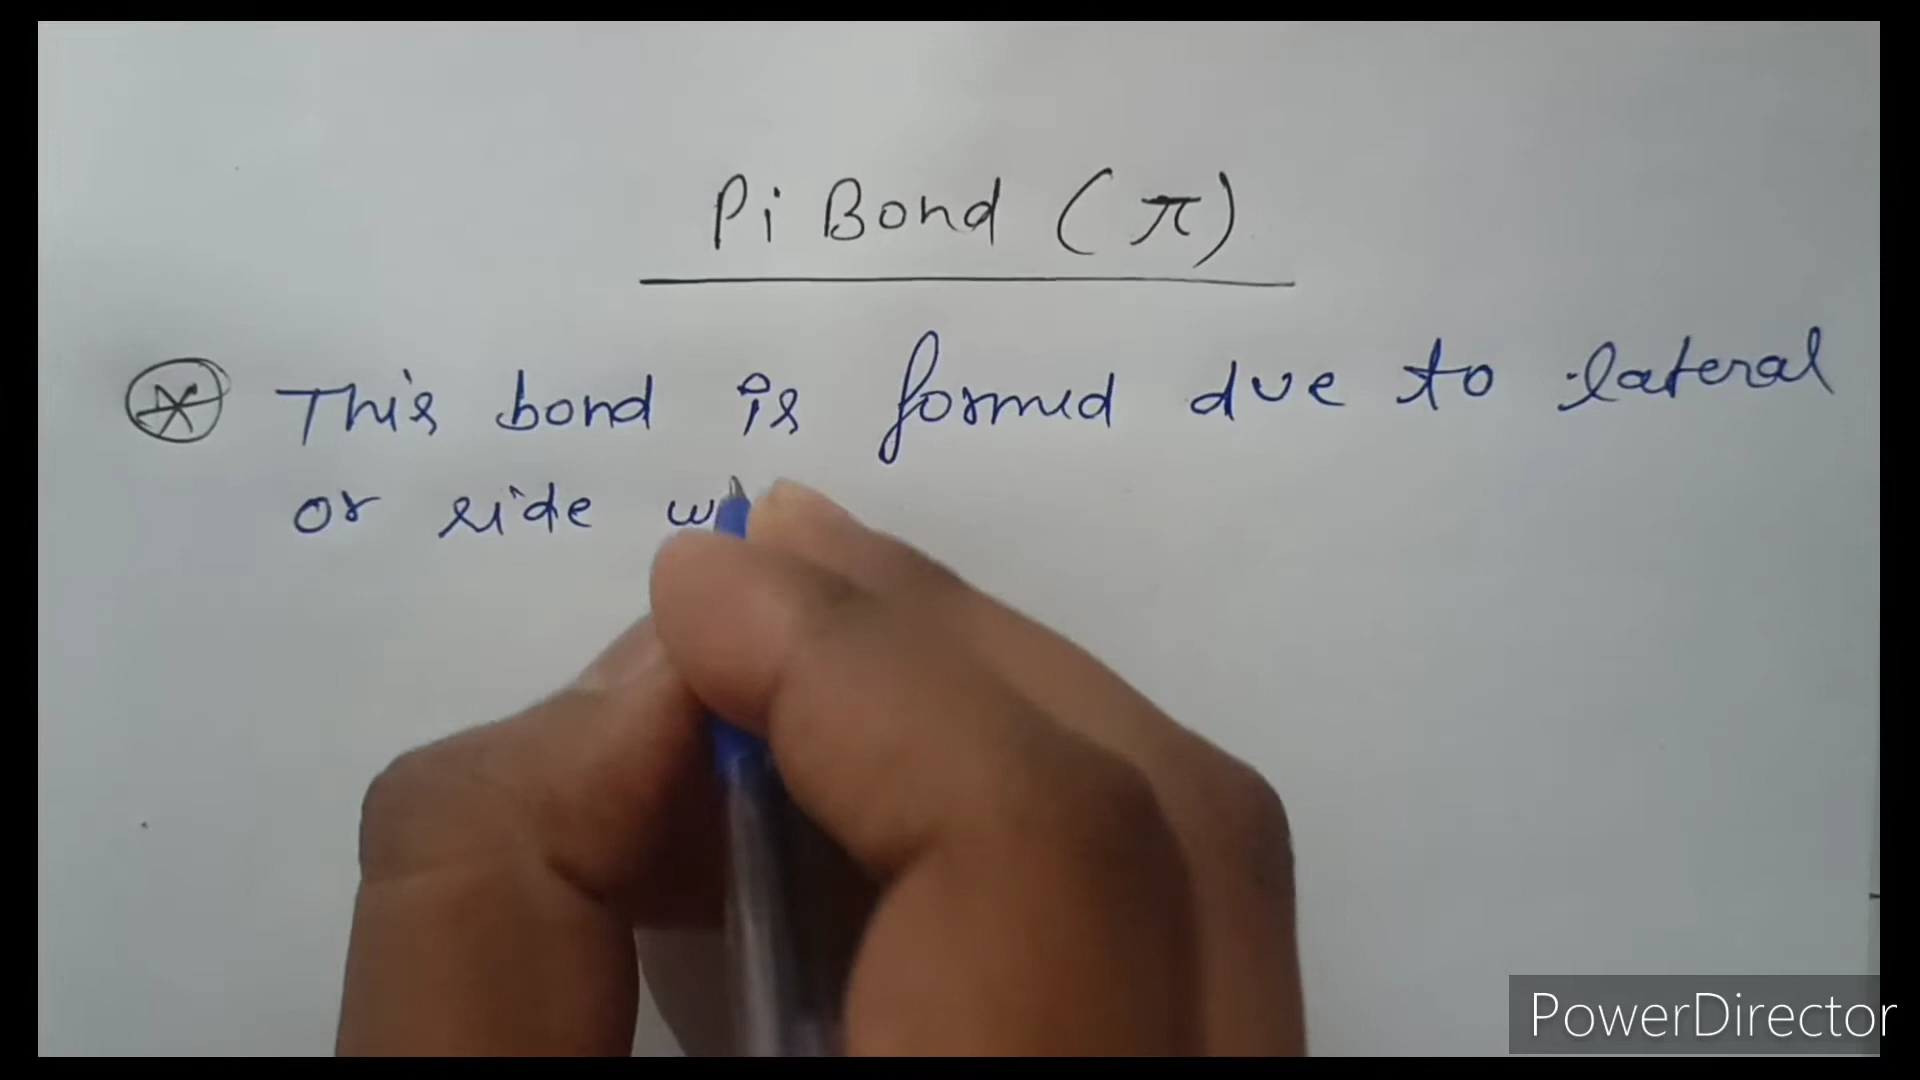 Pi Bond (π)
This bond is formed due to lateral
or side w
PowerDirector